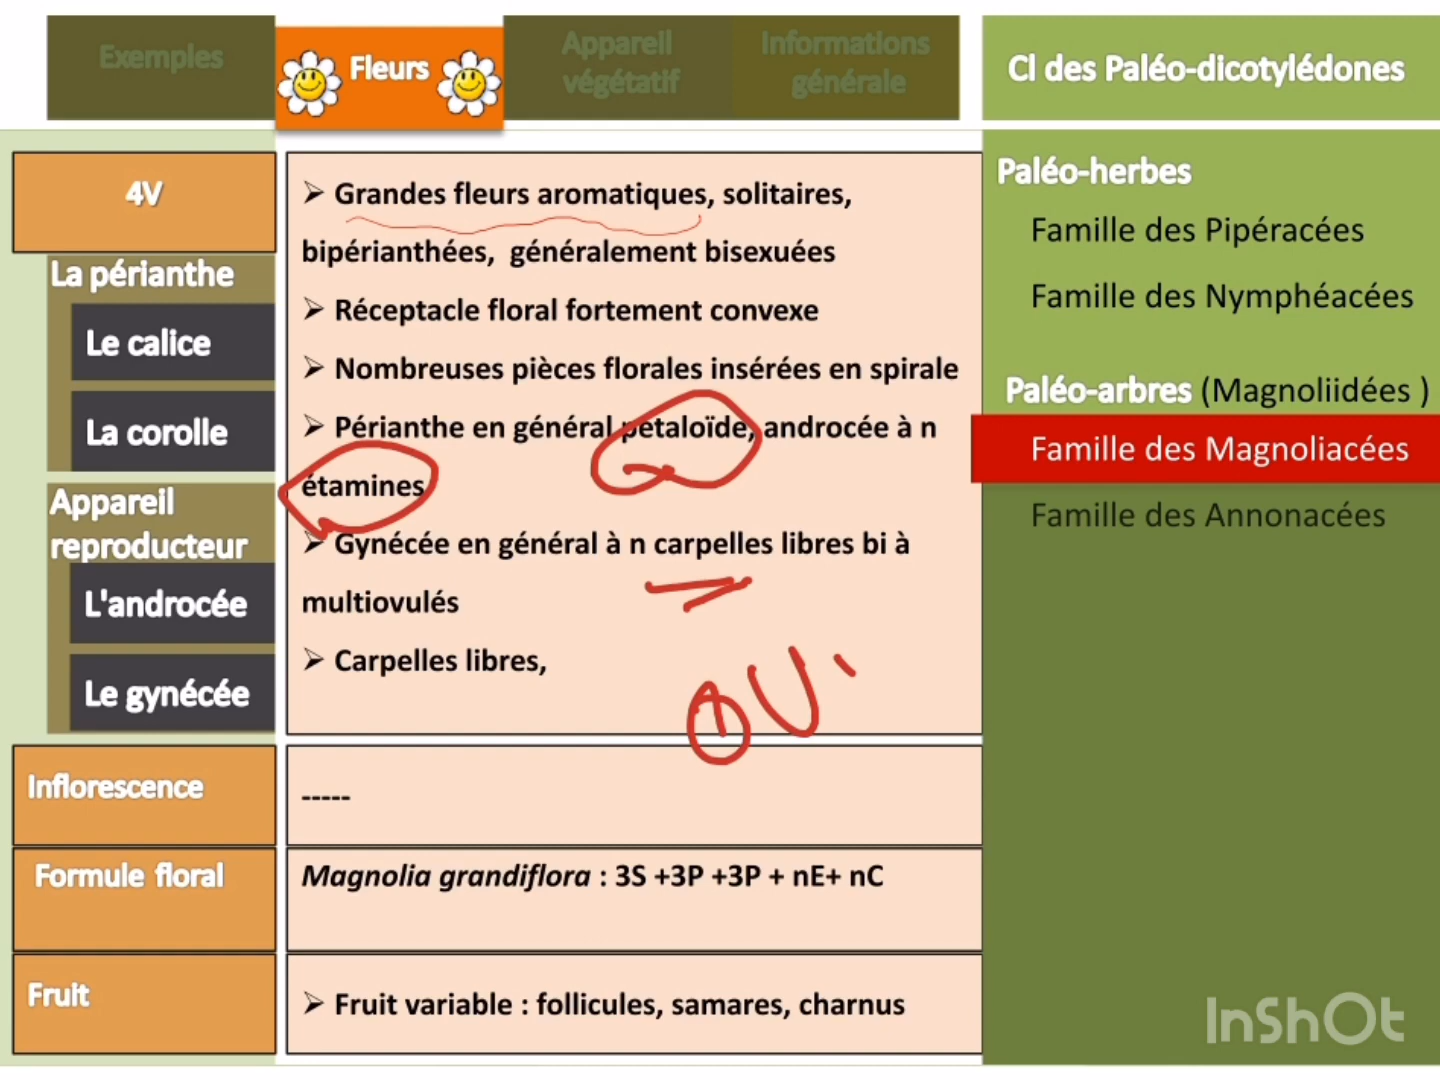 Exemples
Fleurs
Appareil
végétatif
Informations
générale
Cl des Paléo-dicotylédones
4V
La périanthe
Le calice
La corolle
Appareil
reproducteur
L'androcée
Le gynécée
➢ Grandes fleurs aromatiques, solitaires,
bipérianthées, généralement bisexuées
➢ Réceptacle floral fortement convexe
➢ Nombreuses pièces florales insérées en spirale
➢ Périanthe en général pétaloïde, androcée à n
étamines
➢ Gynécée en général à n carpelles libres bi à
multiovulés
➢ Carpelles libres,
Inflorescence
-----
Formule floral
Magnolia grandiflora : 3S +3P +3P + nE+ nC
Fruit
➢ Fruit variable : follicules, samares, charnus
Paléo-herbes
Famille des Pipéracées
Famille des Nymphéacées
Paléo-arbres (Magnoliidées )
Famille des Magnoliacées
Famille des Annonacées
InShOt